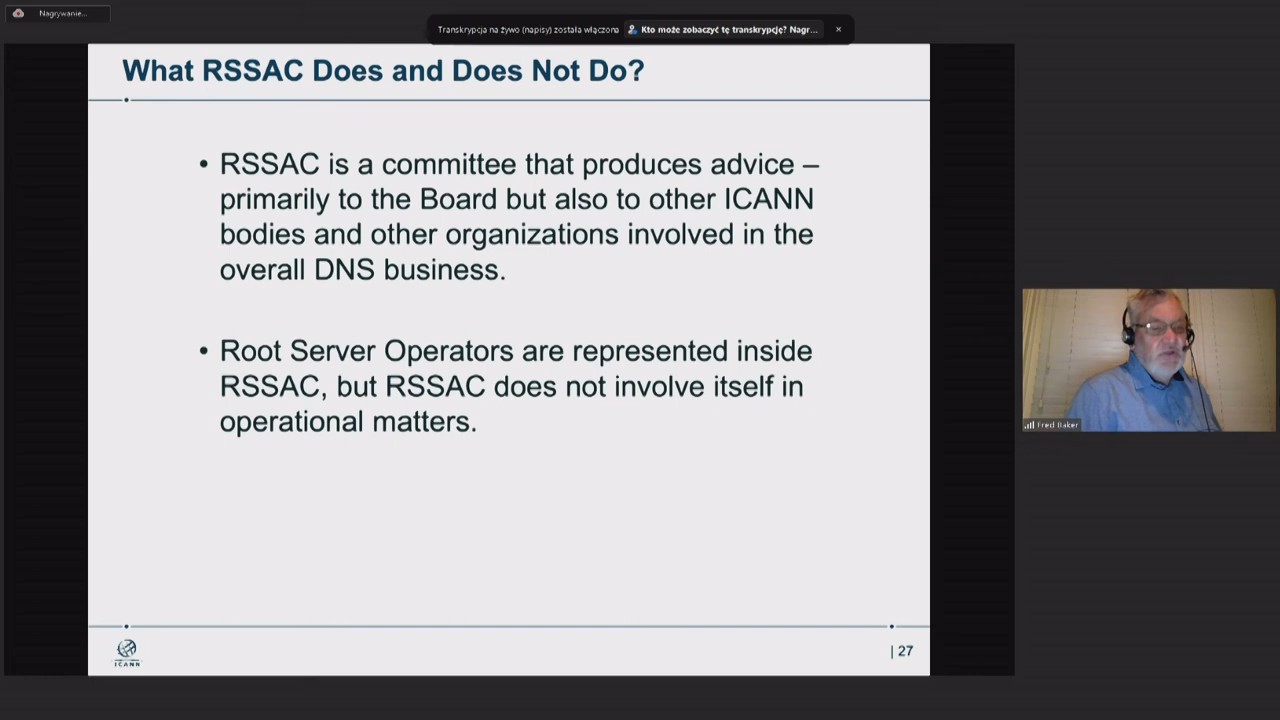 Nagrywanie...
Transkrypcja na żywo (napisy) została włączona
Kto może zobaczyć tę transkrypcję? Nagr...
What RSSAC Does and Does Not Do?
• RSSAC is a committee that produces advice –
primarily to the Board but also to other ICANN
bodies and other organizations involved in the
overall DNS business.
• Root Server Operators are represented inside
RSSAC, but RSSAC does not involve itself in
operational matters.
Fred Baker
ICANN
| 27